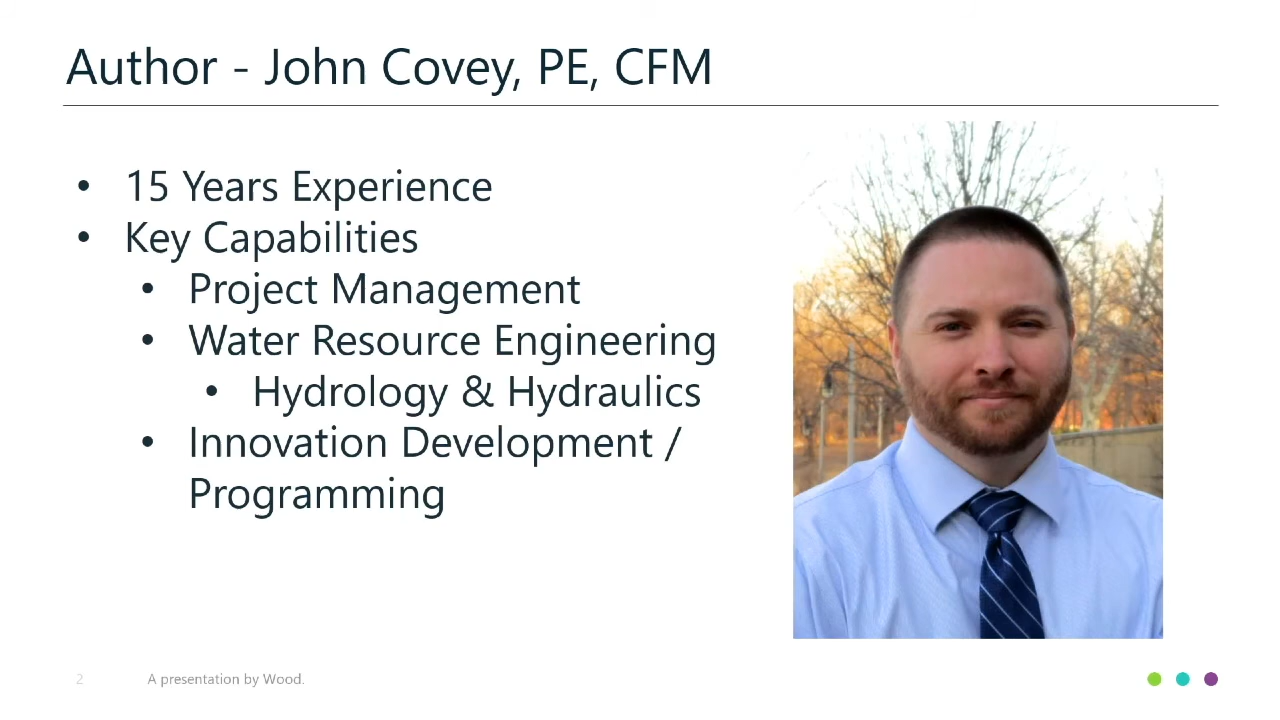 Author - John Covey, PE, CFM
• 15 Years Experience
• Key Capabilities
• Project Management
• Water Resource Engineering
• Hydrology & Hydraulics
• Innovation Development /
Programming
2
A presentation by Wood.